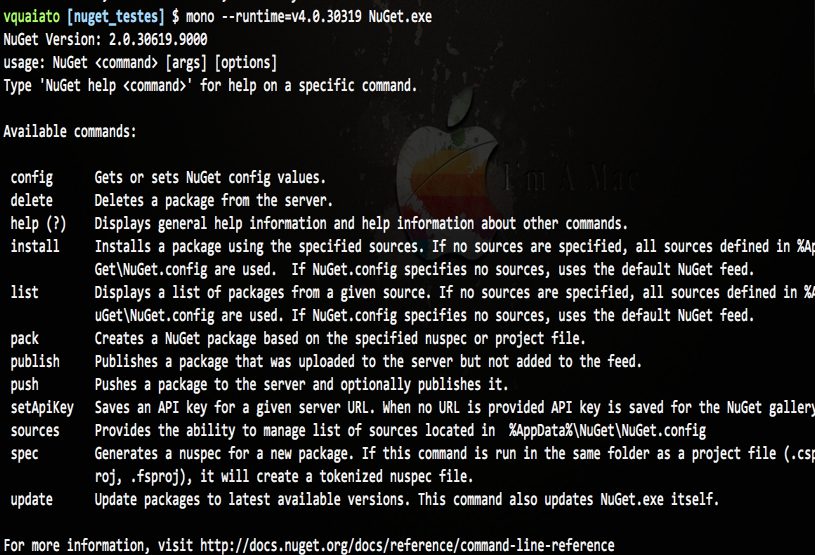 vquaiato [nuget_testes] $ mono --runtime=v4.0.30319 NuGet.exe
NuGet Version: 2.0.30619.9000
usage: NuGet <command> [args] [options]
Type 'NuGet help <command>' for help on a specific command.
Available commands:
config Gets or sets NuGet config values.
delete Deletes a package from the server.
help (?) Displays general help information and help information about other commands.
install Installs a package using the specified sources. If no sources are specified, all sources defined in %Ap
Get\NuGet.config are used.  If NuGet.config specifies no sources, uses the default NuGet feed.
list Displays a list of packages from a given source. If no sources are specified, all sources defined in %A
uGet\NuGet.config are used. If NuGet.config specifies no sources, uses the default NuGet feed.
pack Creates a NuGet package based on the specified nuspec or project file.
publish Publishes a package that was uploaded to the server but not added to the feed.
push Pushes a package to the server and optionally publishes it.
setApiKey Saves an API key for a given server URL. When no URL is provided API key is saved for the NuGet gallery
sources Provides the ability to manage list of sources located in  %AppData%\NuGet\NuGet.config
spec Generates a nuspec for a new package. If this command is run in the same folder as a project file (.csp
roj, .fsproj), it will create a tokenized nuspec file.
update Update packages to latest available versions. This command also updates NuGet.exe itself.
For more information, visit http://docs.nuget.org/docs/reference/command-line-reference
I'm A Mac